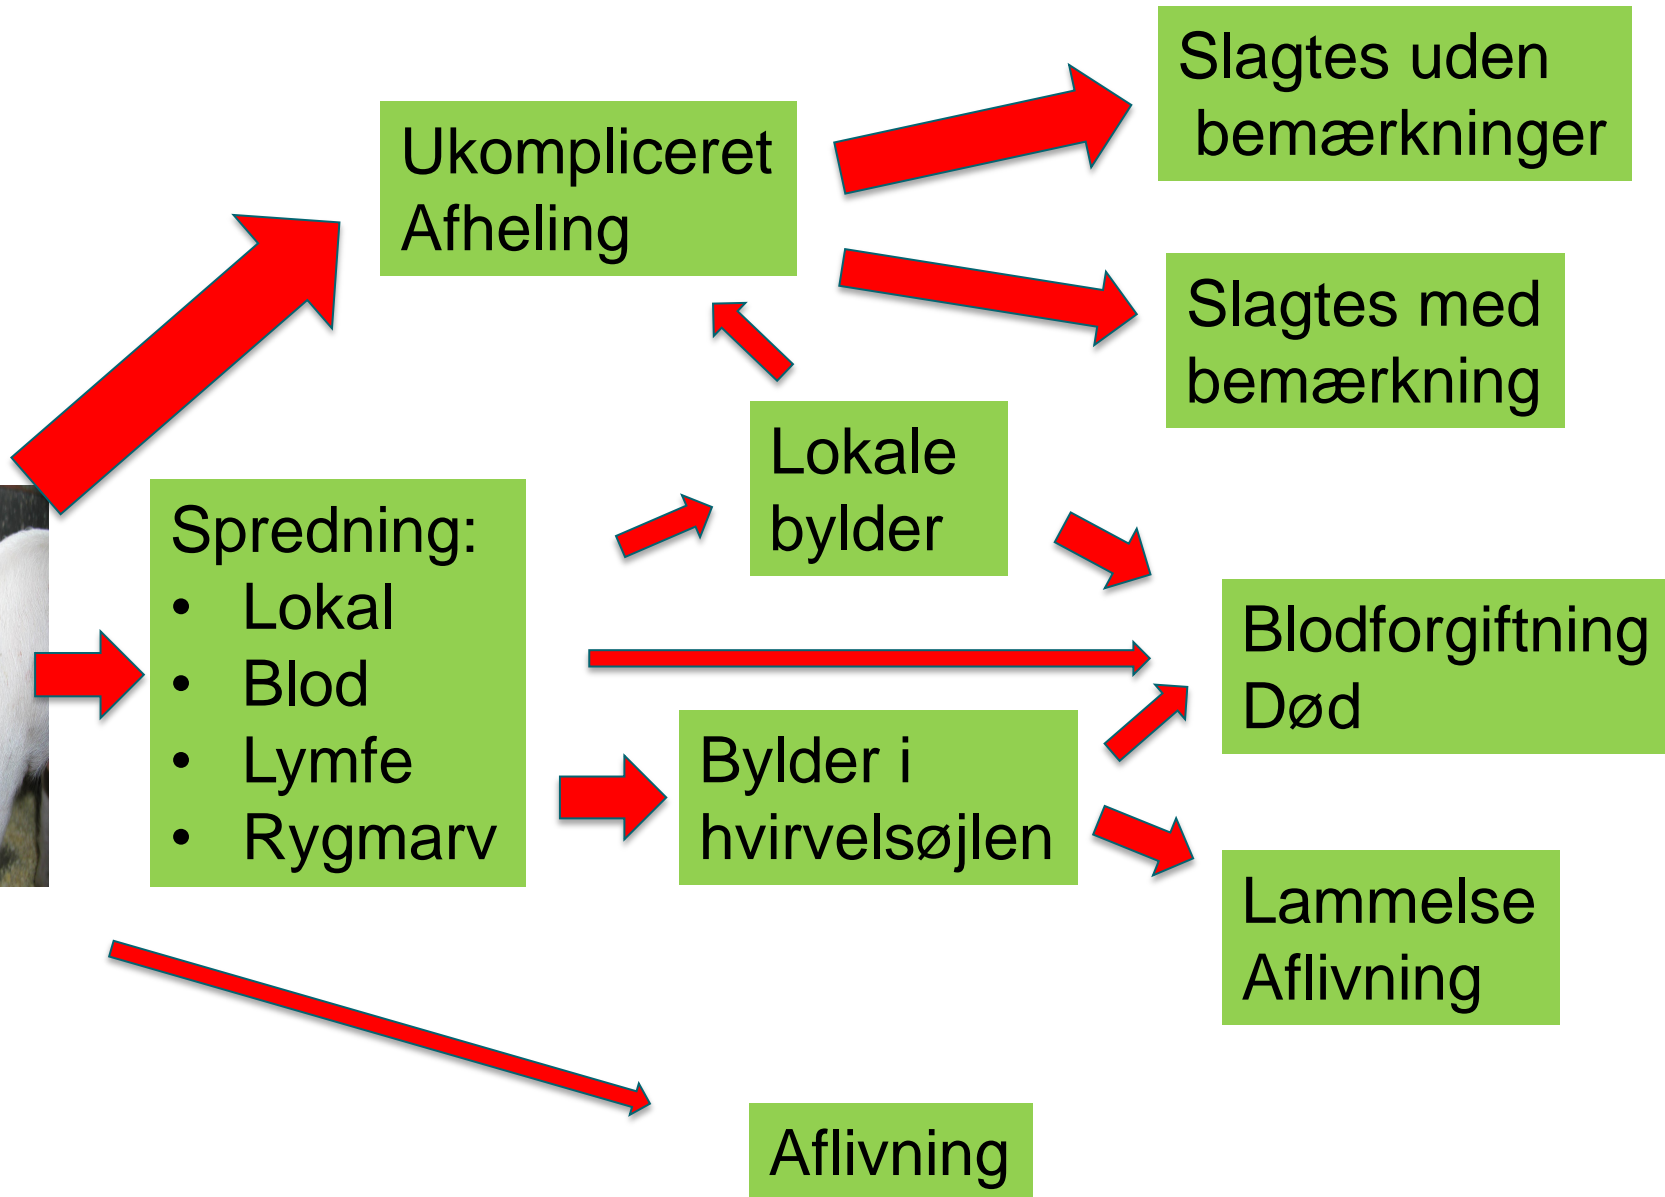 Slagtes uden
bemærkninger
Ukompliceret
Afheling
Slagtes med
bemærkning
Lokale
bylder
Spredning:
• Lokal
• Blod
• Lymfe
• Rygmarv
Blodforgiftning
Død
Bylder i
hvirvelsøjlen
Lammelse
Aflivning
Aflivning